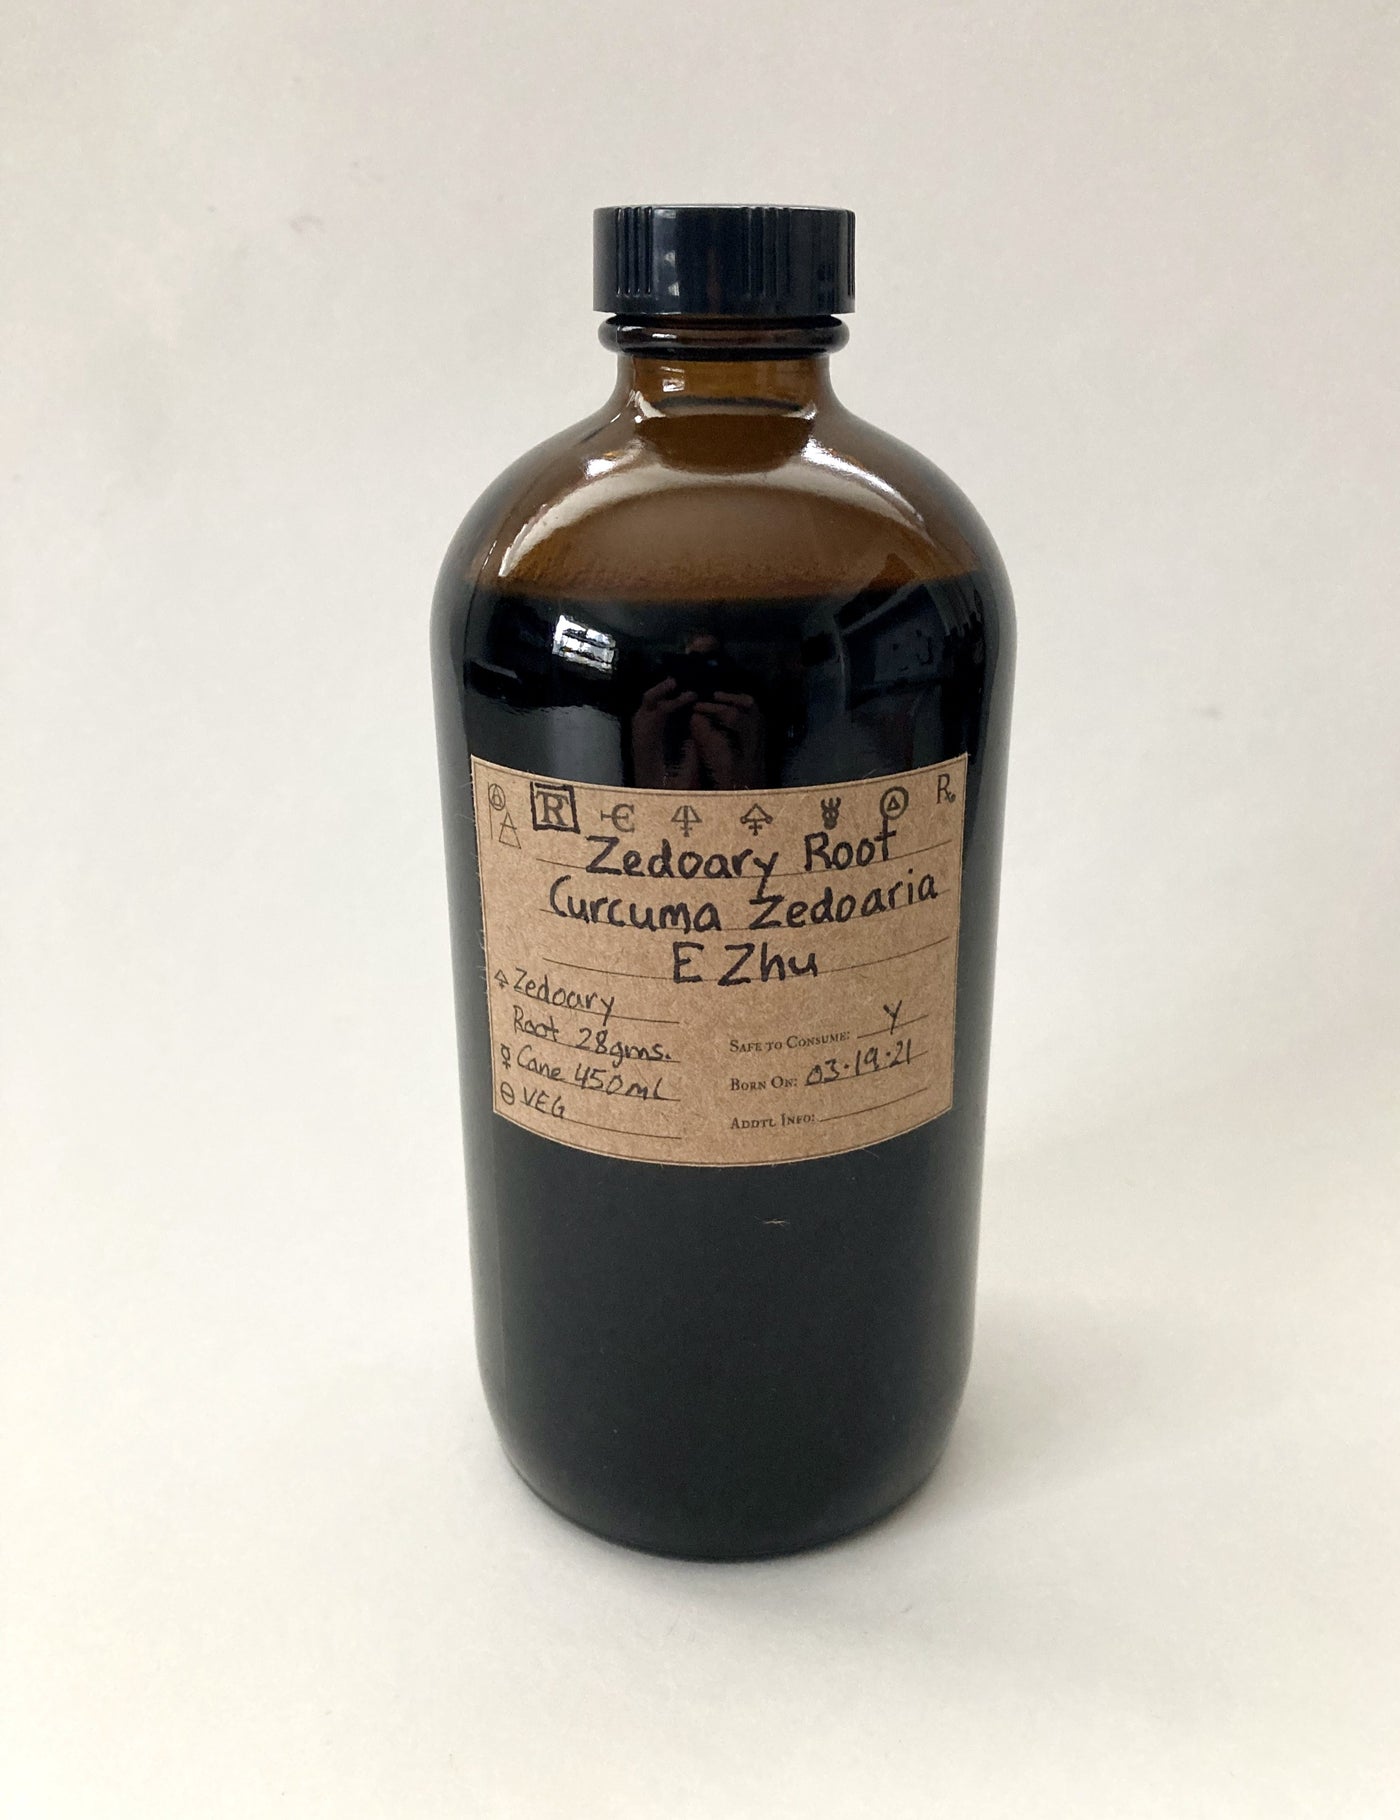 R Є ℞
Zedoary Root
Curcuma Zedoaria
E Zhu
Zedoary
Root 28gms.
Cane 450mL
VEG
SAFE TO CONSUME: Y
BORN ON: 03·19·21
ADDTL INFO: